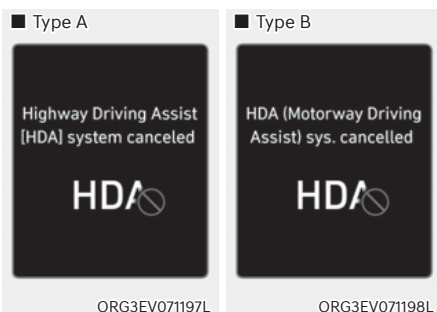 ■ Type A
Highway Driving Assist
[HDA] system canceled
HDA
ORG3EV071197L
■ Type B
HDA (Motorway Driving
Assist) sys. cancelled
HDA
ORG3EV071198L